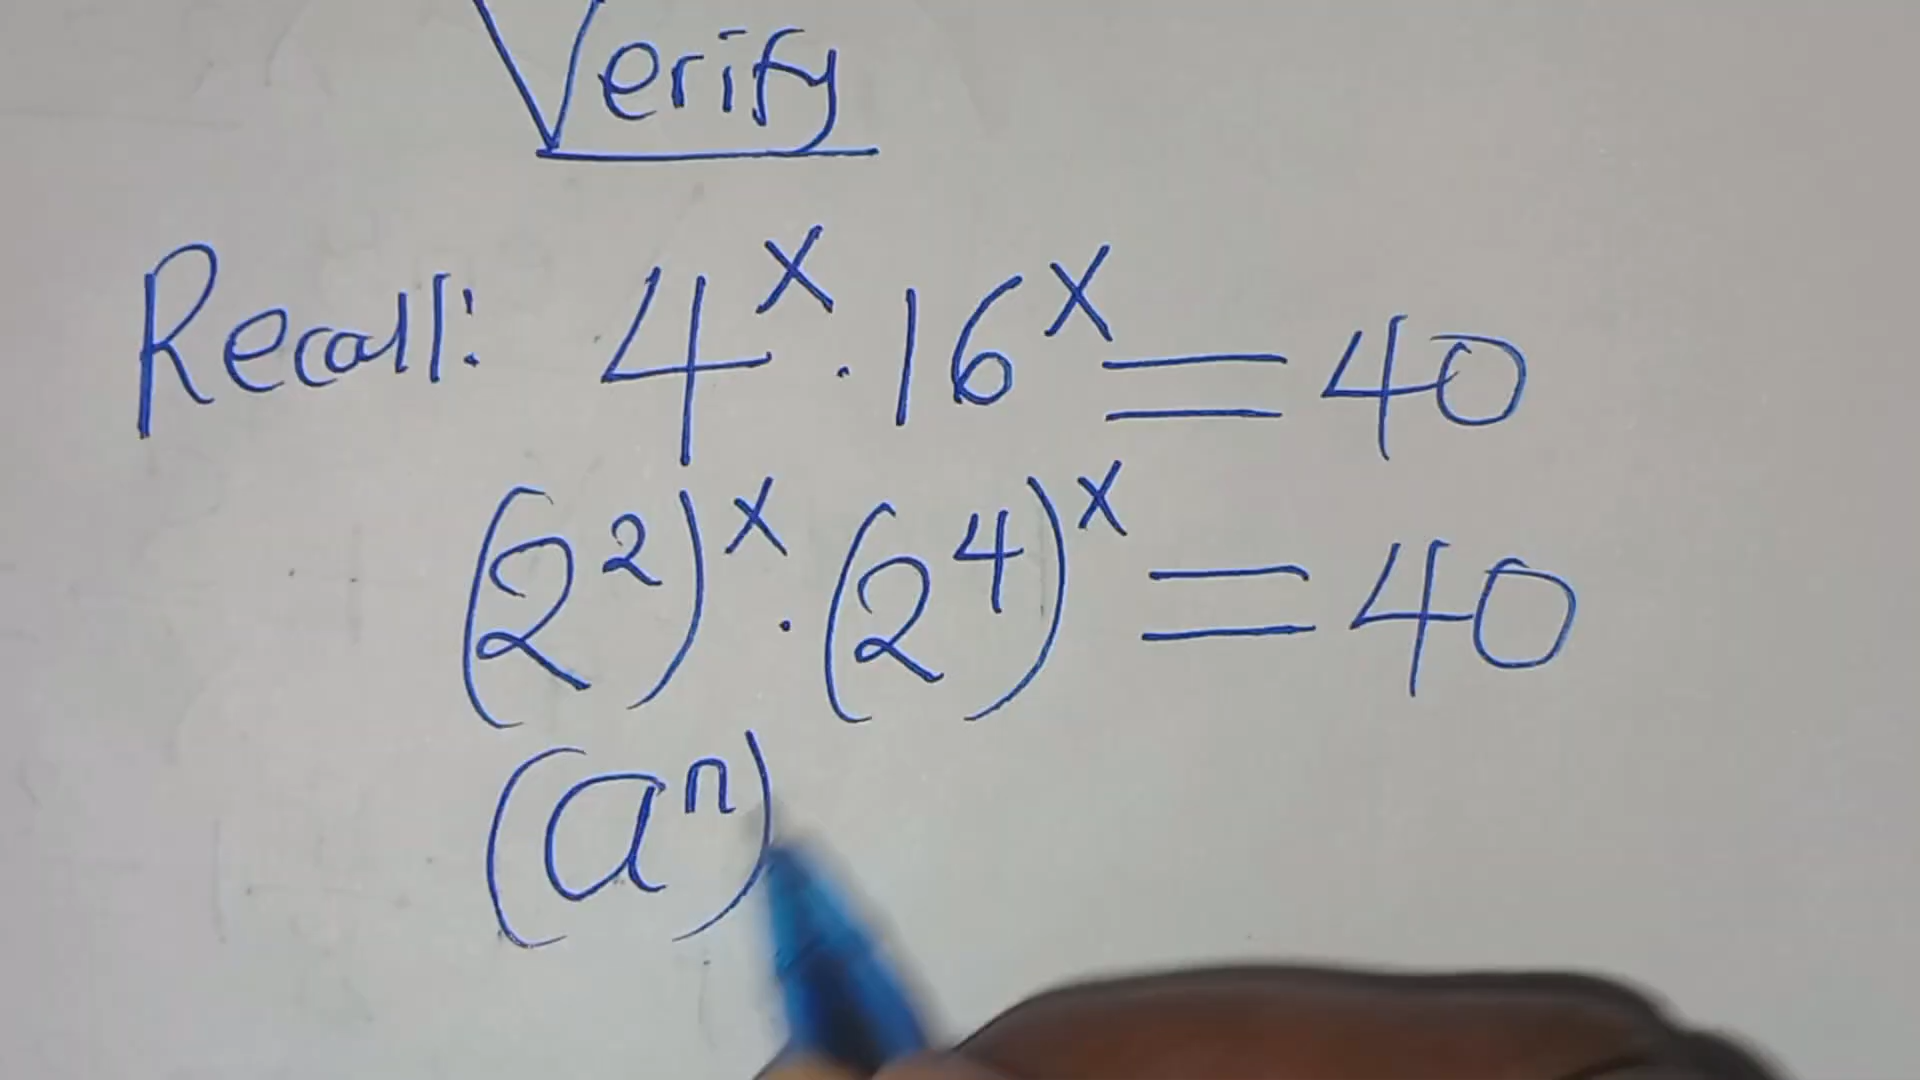 Verify
Recall: 4^x . 16^x = 40
(2^2)^x . (2^4)^x = 40
(a^n)